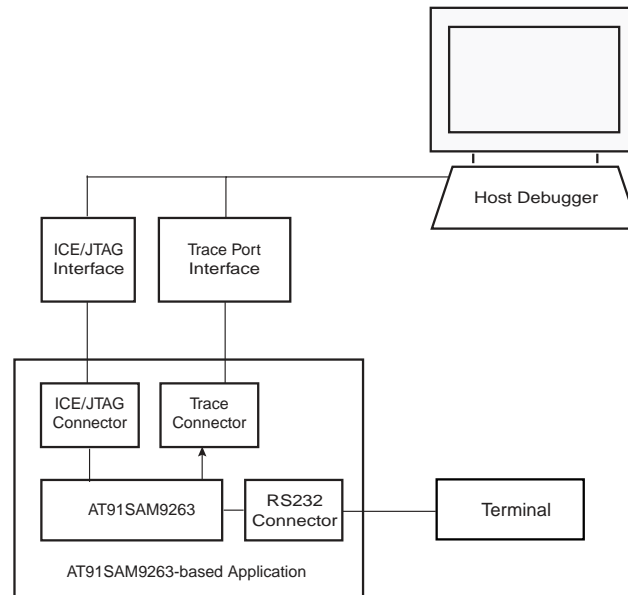 Host Debugger
ICE/JTAG
Interface
Trace Port
Interface
ICE/JTAG
Connector
Trace
Connector
AT91SAM9263
RS232
Connector
Terminal
AT91SAM9263-based Application